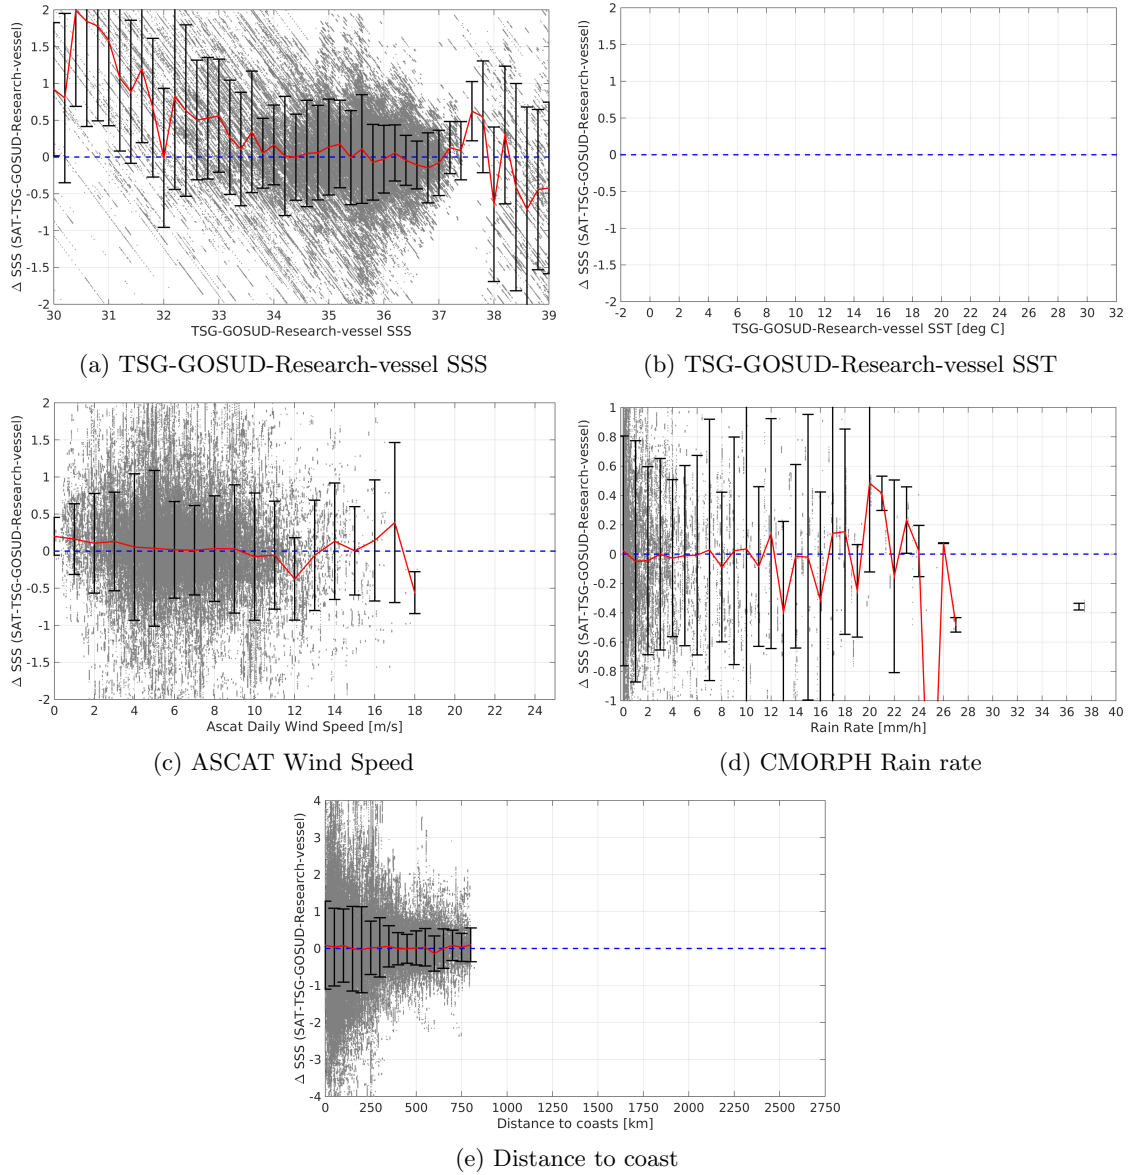 2
1.5
1
0.5
0
-0.5
-1
-1.5
-2
Δ SSS (SAT-TSG-GOSUD-Research-vessel)
30 31 32 33 34 35 36 37 38 39
TSG-GOSUD-Research-vessel SSS
(a) TSG-GOSUD-Research-vessel SSS
2
1.5
1
0.5
0
-0.5
-1
-1.5
-2
Δ SSS (SAT-TSG-GOSUD-Research-vessel)
-2 0 2 4 6 8 10 12 14 16 18 20 22 24 26 28 30 32
TSG-GOSUD-Research-vessel SST [deg C]
(b) TSG-GOSUD-Research-vessel SST
2
1.5
1
0.5
0
-0.5
-1
-1.5
-2
Δ SSS (SAT-TSG-GOSUD-Research-vessel)
0 2 4 6 8 10 12 14 16 18 20 22 24
Ascat Daily Wind Speed [m/s]
(c) ASCAT Wind Speed
1
0.8
0.6
0.4
0.2
0
-0.2
-0.4
-0.6
-0.8
-1
Δ SSS (SAT-TSG-GOSUD-Research-vessel)
0 2 4 6 8 10 12 14 16 18 20 22 24 26 28 30 32 34 36 38 40
Rain Rate [mm/h]
(d) CMORPH Rain rate
4
3
2
1
0
-1
-2
-3
-4
Δ SSS (SAT-TSG-GOSUD-Research-vessel)
0 250 500 750 1000 1250 1500 1750 2000 2250 2500 2750
Distance to coasts [km]
(e) Distance to coast